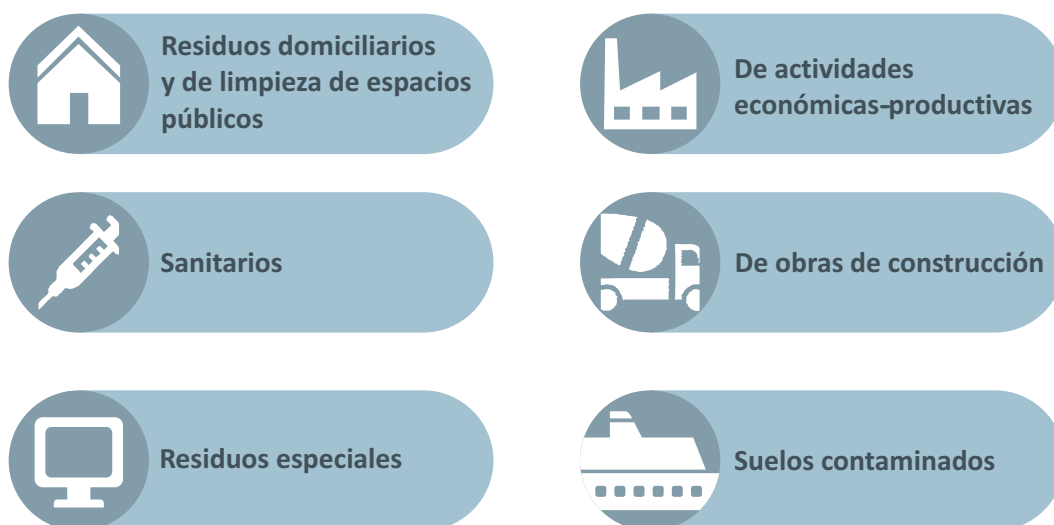 Residuos domiciliarios
y de limpieza de espacios
públicos
De actividades
económicas-productivas
Sanitarios
De obras de construcción
Residuos especiales
Suelos contaminados